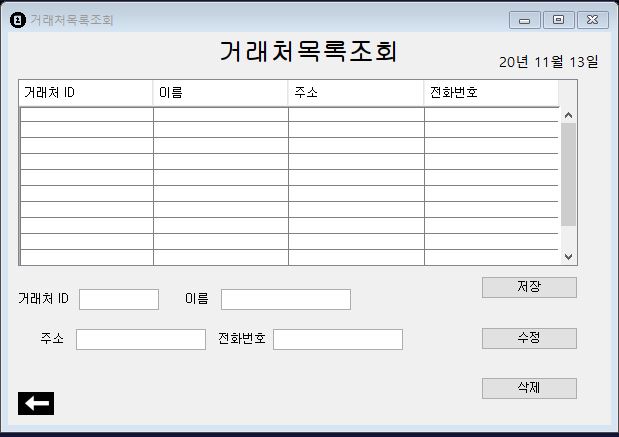 거래처목록조회
거래처목록조회
20년 11월 13일
거래처 ID 이름 주소 전화번호
거래처 ID 이름
저장
주소 전화번호
수정
삭제